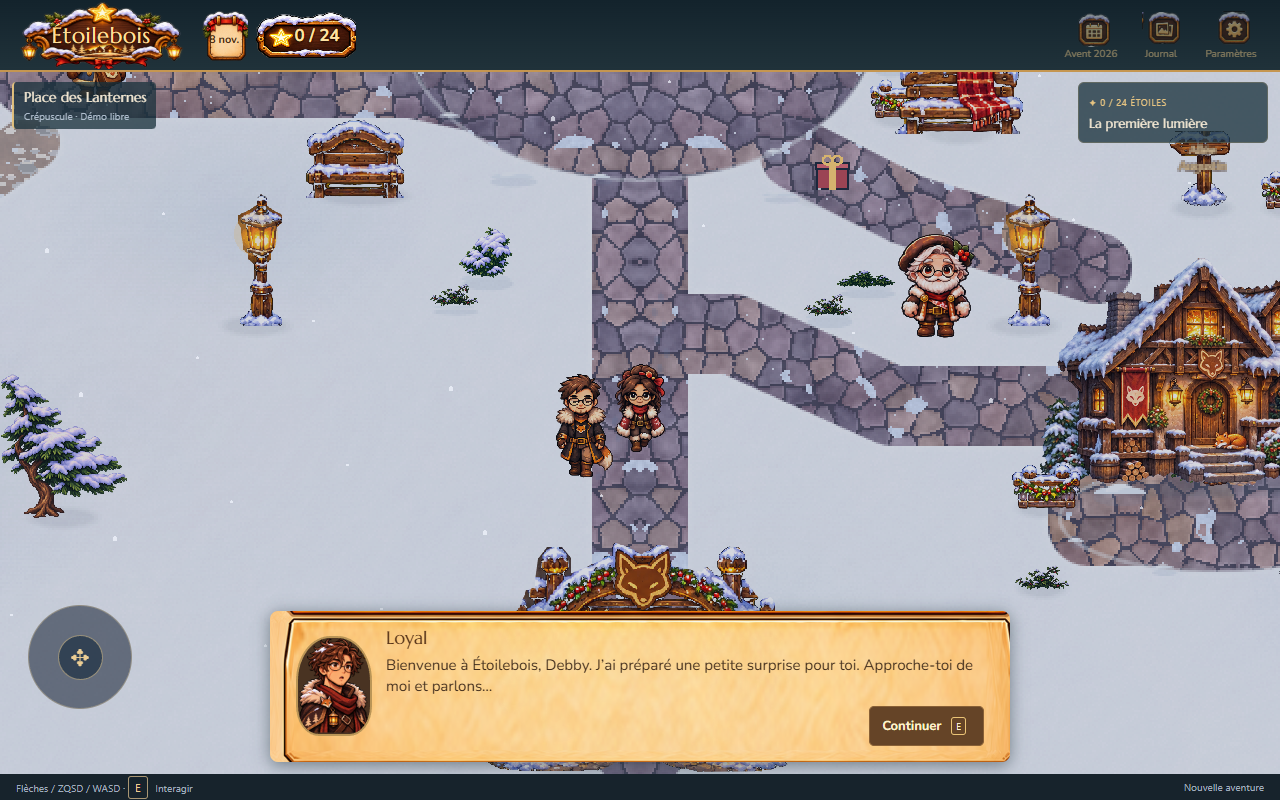 Étoilebois
8 nov.
0 / 24
Avent 2026
Journal
Paramètres
Place des Lanternes
Crépuscule · Démo libre
✦ 0 / 24 ÉTOILES
La première lumière
Loyal
Bienvenue à Étoilebois, Debby. J’ai préparé une petite surprise pour toi. Approche-toi de
moi et parlons…
Continuer E
Flèches / ZQSD / WASD · E Interagir
Nouvelle aventure